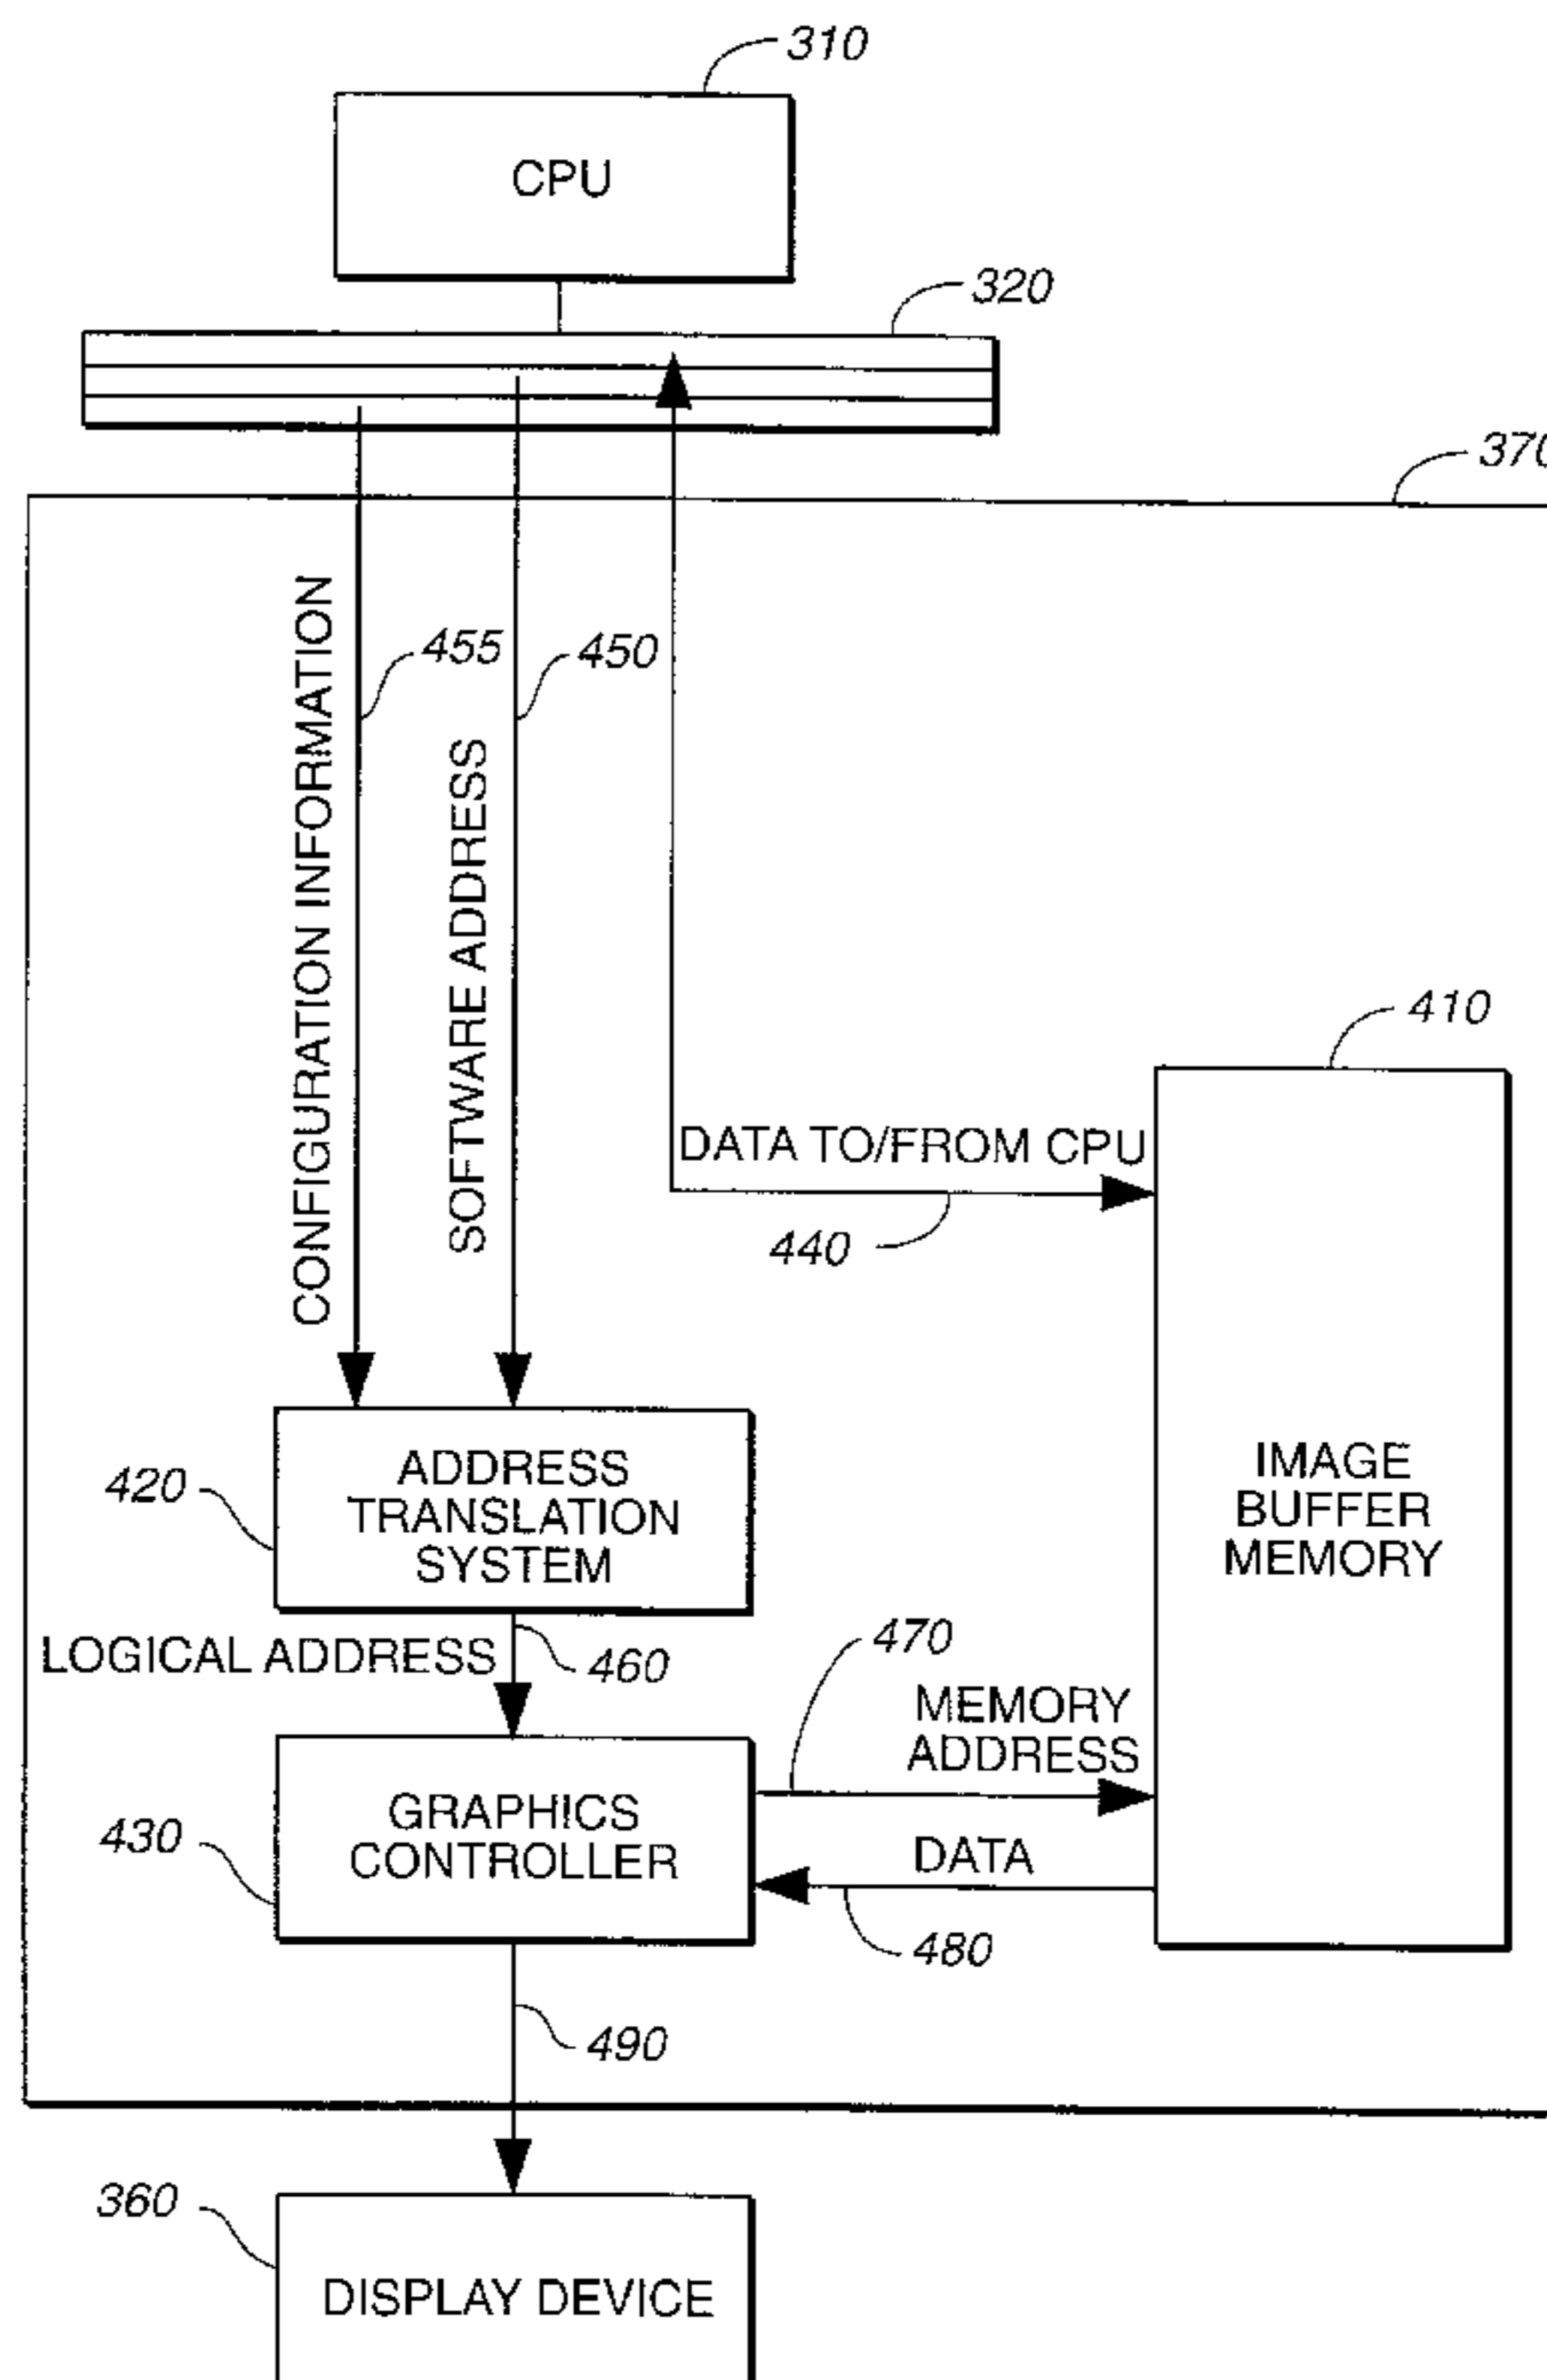 310
CPU
320
370
CONFIGURATION INFORMATION
455
SOFTWARE ADDRESS
450
410
DATA TO/FROM CPU
440
IMAGE
BUFFER
MEMORY
420
ADDRESS
TRANSLATION
SYSTEM
LOGICAL ADDRESS
460
470
MEMORY
ADDRESS
430
GRAPHICS
CONTROLLER
DATA
480
490
360
DISPLAY DEVICE